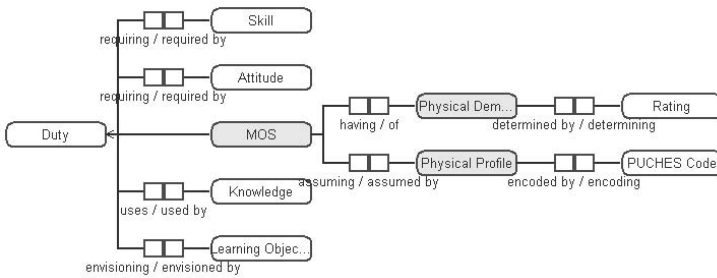 Skill
requiring / required by
Attitude
requiring / required by
Physical Dem...
Rating
having / of
determined by / determining
Duty
MOS
Physical Profile
PUCHES Code
assuming / assumed by
encoded by / encoding
Knowledge
uses / used by
Learning Objec...
envisioning / envisioned by